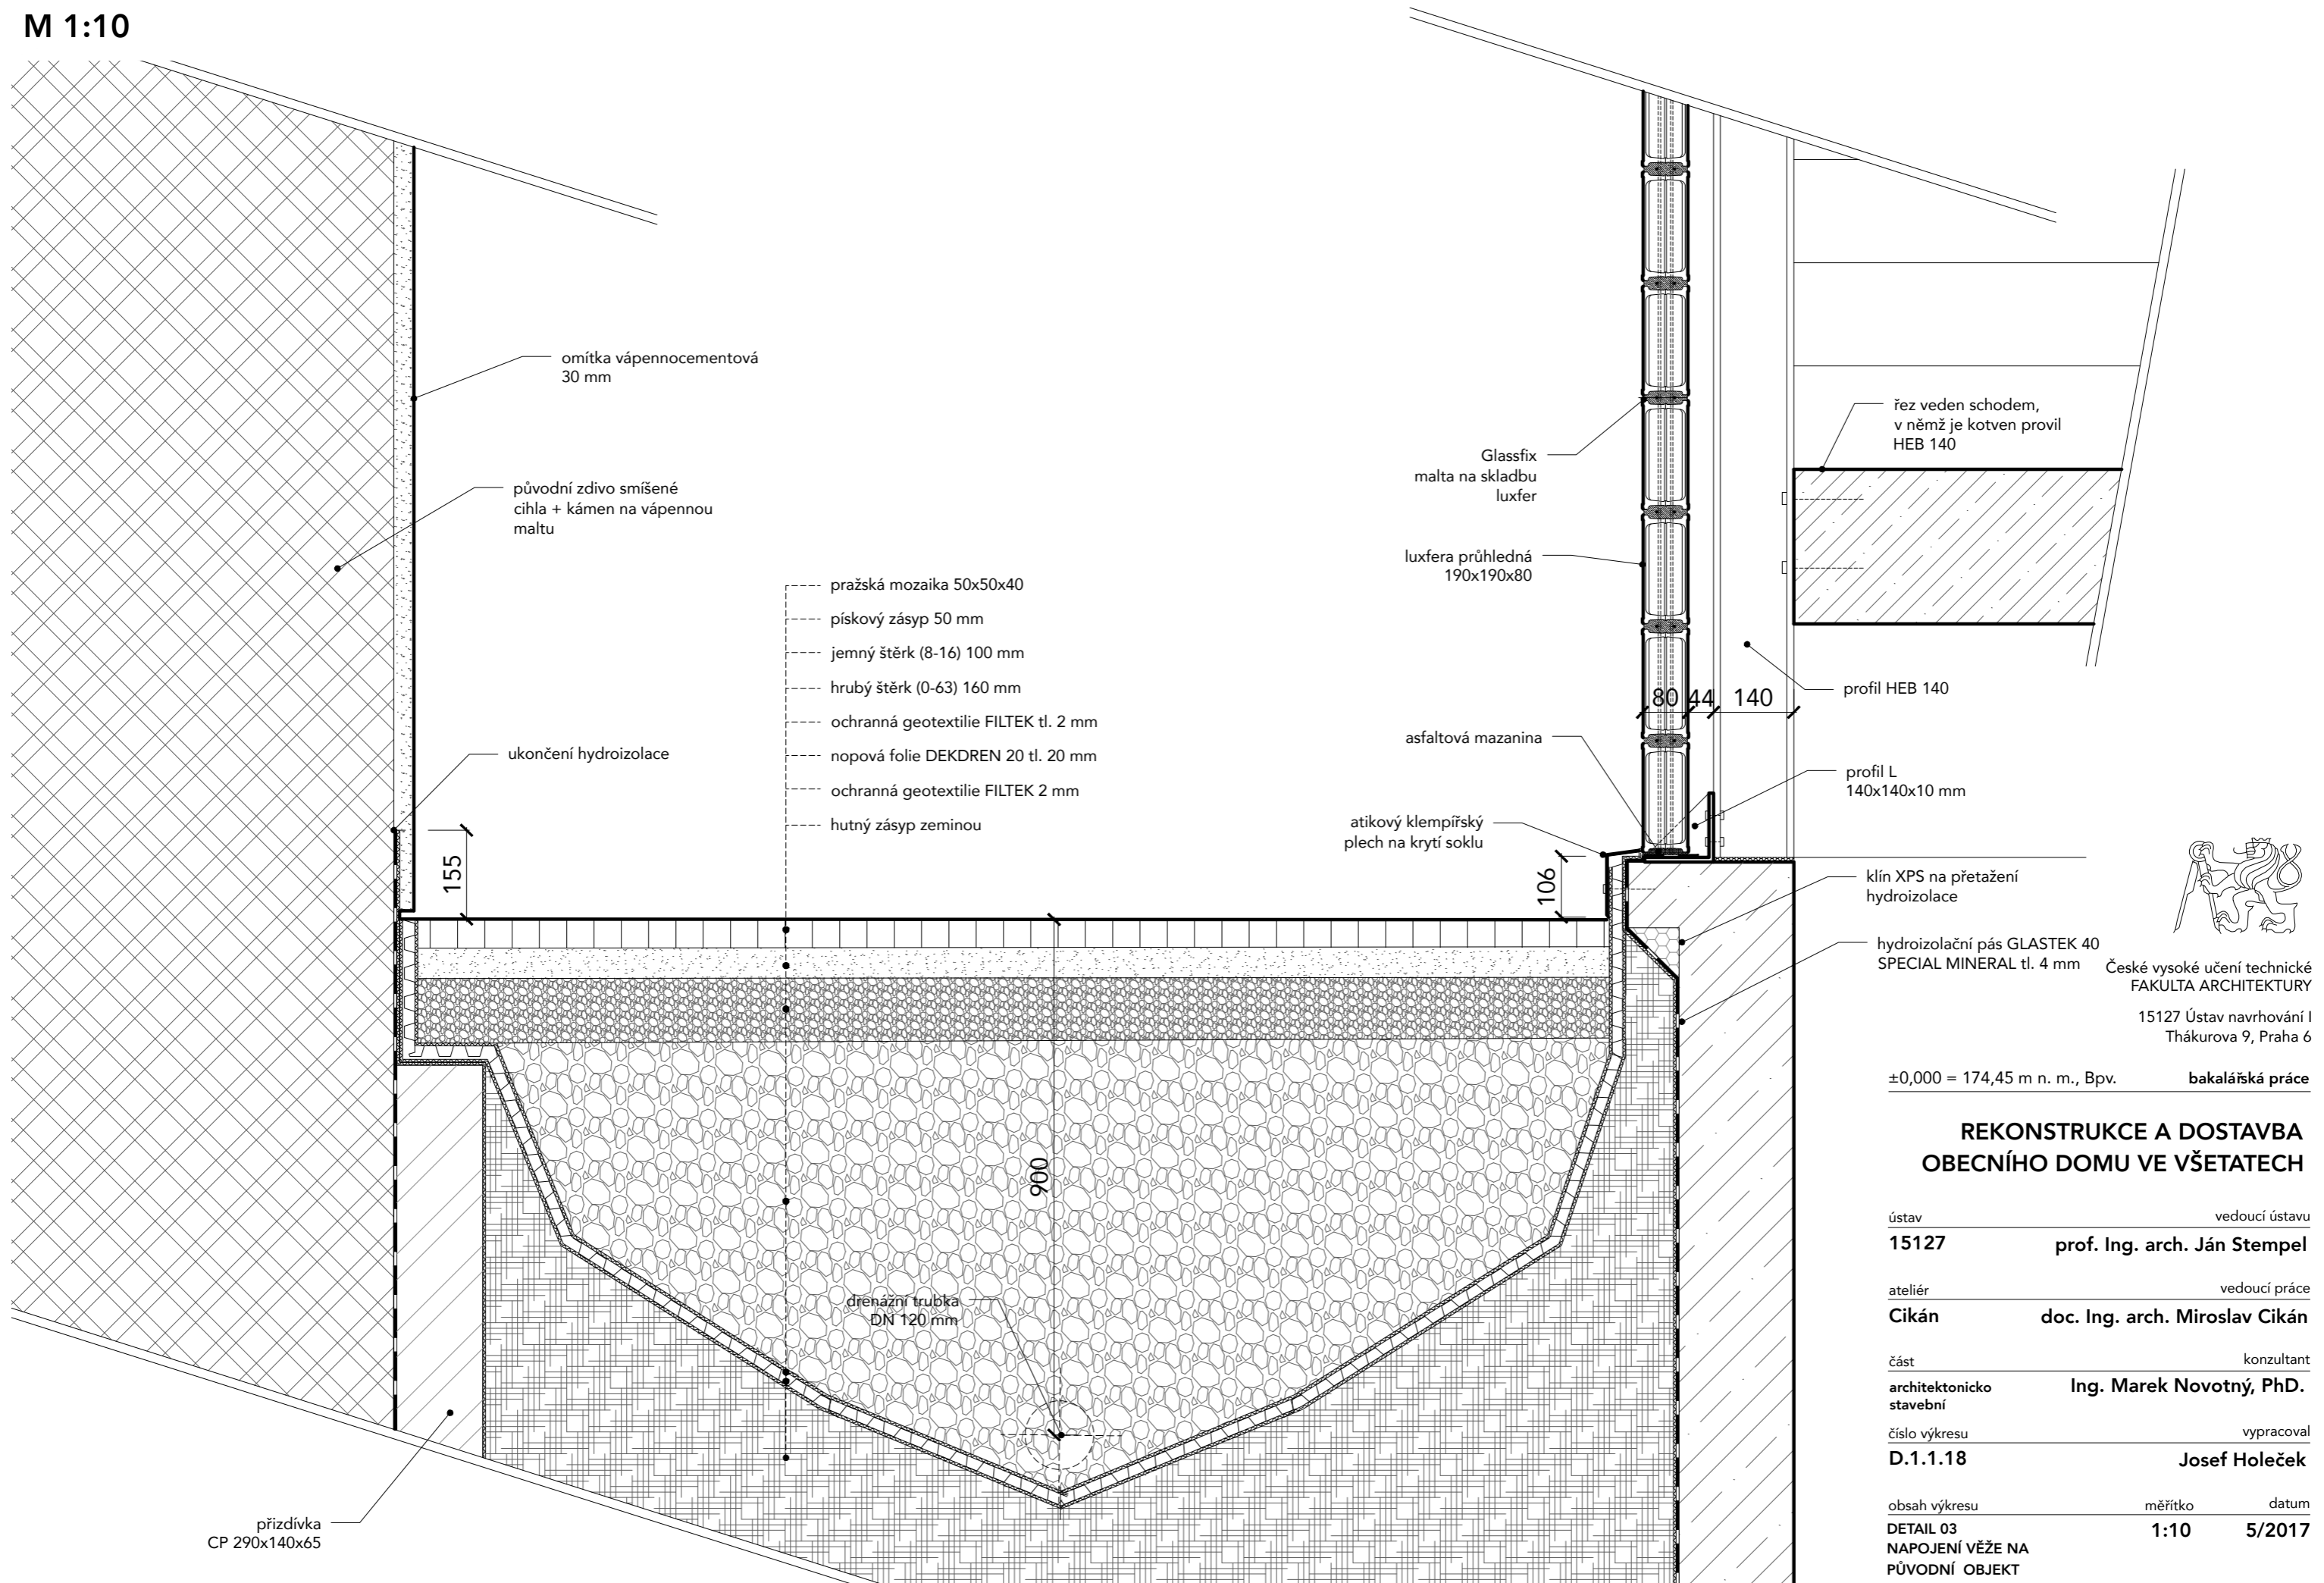 M 1:10
omítka vápennocementová
30 mm
původní zdivo smíšené
cihla + kámen na vápennou
maltu
ukončení hydroizolace
155
pražská mozaika 50x50x40
pískový zásyp 50 mm
jemný štěrk (8-16) 100 mm
hrubý štěrk (0-63) 160 mm
ochranná geotextilie FILTEK tl. 2 mm
nopová folie DEKDREN 20 tl. 20 mm
ochranná geotextilie FILTEK 2 mm
hutný zásyp zeminou
900
drenážní trubka
DN 120 mm
přizdívka
CP 290x140x65
Glassfix
malta na skladbu
luxfer
luxfera průhledná
190x190x80
asfaltová mazanina
atikový klempířský
plech na krytí soklu
106
80 44 140
řez veden schodem,
v němž je kotven provil
HEB 140
profil HEB 140
profil L
140x140x10 mm
klín XPS na přetažení
hydroizolace
hydroizolační pás GLASTEK 40
SPECIAL MINERAL tl. 4 mm
České vysoké učení technické
FAKULTA ARCHITEKTURY
15127 Ústav navrhování I
Thákurova 9, Praha 6
±0,000 = 174,45 m n. m., Bpv. bakalářská práce
REKONSTRUKCE A DOSTAVBA
OBECNÍHO DOMU VE VŠETATECH
ústav vedoucí ústavu
15127 prof. Ing. arch. Ján Stempel
ateliér vedoucí práce
Cikán doc. Ing. arch. Miroslav Cikán
část konzultant
architektonicko Ing. Marek Novotný, PhD.
stavební
číslo výkresu vypracoval
D.1.1.18 Josef Holeček
obsah výkresu měřítko datum
DETAIL 03 1:10 5/2017
NAPOJENÍ VĚŽE NA
PŮVODNÍ OBJEKT